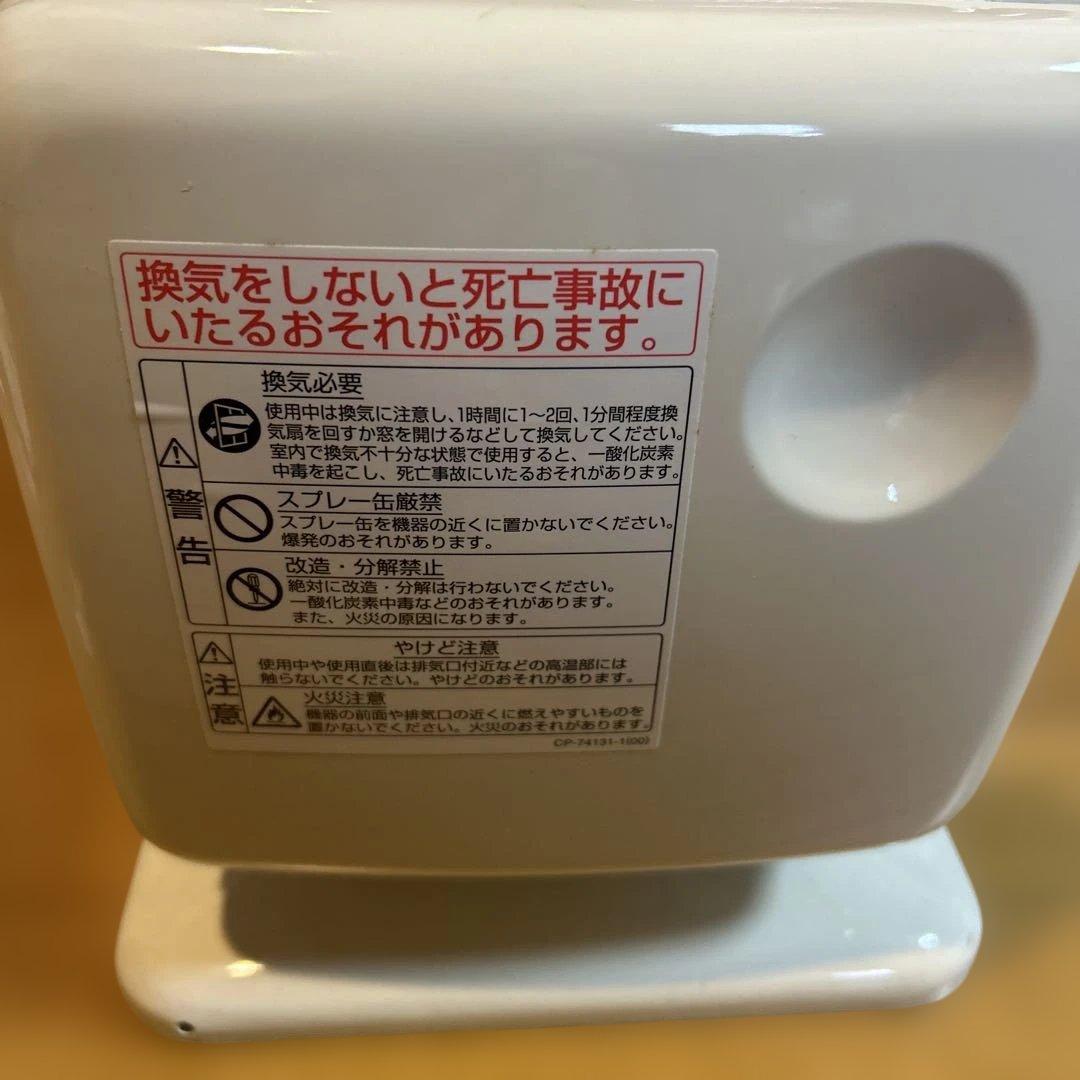 換気をしないと死亡事故に
いたるおそれがあります。
警告
換気必要
使用中は換気に注意し、1時間に1〜2回、1分間程度換
気扇を回すか窓を開けるなどして換気してください。
室内で換気不十分な状態で使用すると、一酸化炭素
中毒を起こし、死亡事故にいたるおそれがあります。
スプレー缶厳禁
スプレー缶を機器の近くに置かないでください。
爆発のおそれがあります。
改造・分解禁止
絶対に改造・分解は行わないでください。
一酸化炭素中毒などのおそれがあります。
また、火災の原因になります。
注意
やけど注意
使用中や使用直後は排気口付近などの高温部には
触らないでください。やけどのおそれがあります。
火災注意
機器の前面や排気口の近くに燃えやすいものを
置かないでください。火災のおそれがあります。
CP-74131-1(00)